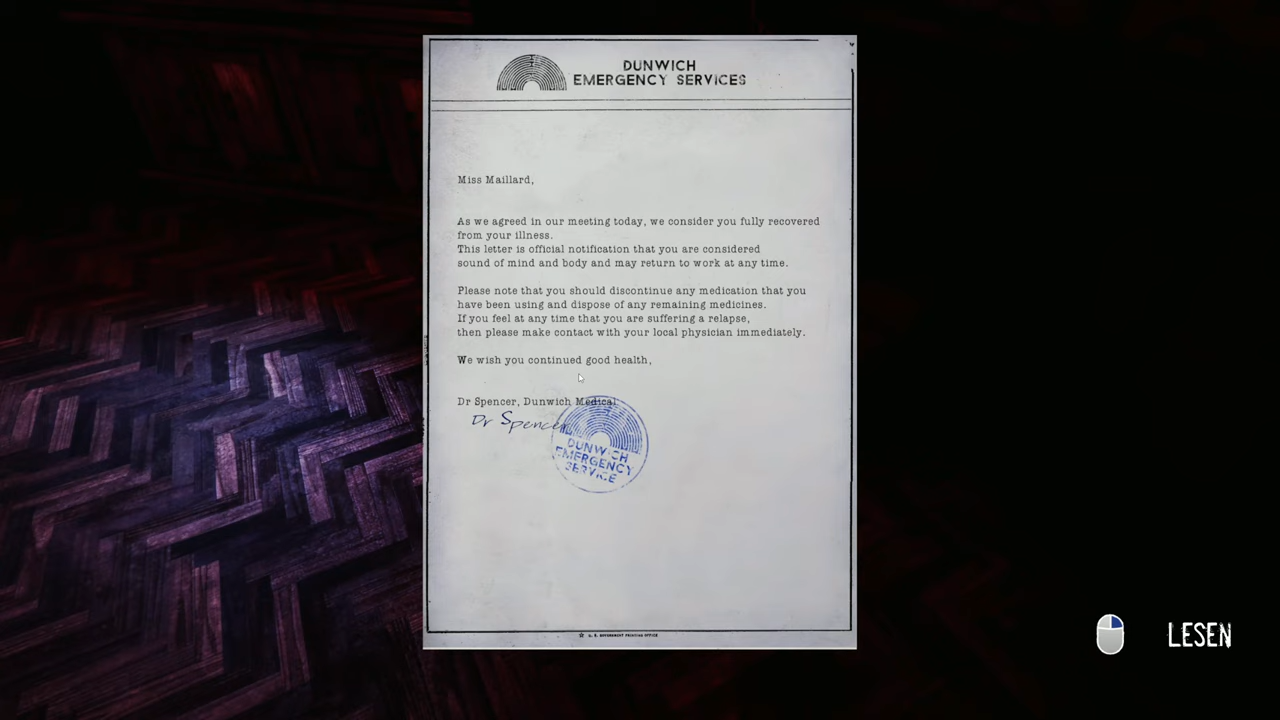 DUNWICH
EMERGENCY SERVICES
Miss Maillard,
As we agreed in our meeting today, we consider you fully recovered
from your illness.
This letter is official notification that you are considered
sound of mind and body and may return to work at any time.
Please note that you should discontinue any medication that you
have been using and dispose of any remaining medicines.
If you feel at any time that you are suffering a relapse,
then please make contact with your local physician immediately.
We wish you continued good health,
Dr Spencer, Dunwich Medical
Dr Spencer
DUNWICH
EMERGENCY
SERVICE
U. S. GOVERNMENT PRINTING OFFICE
LESEN